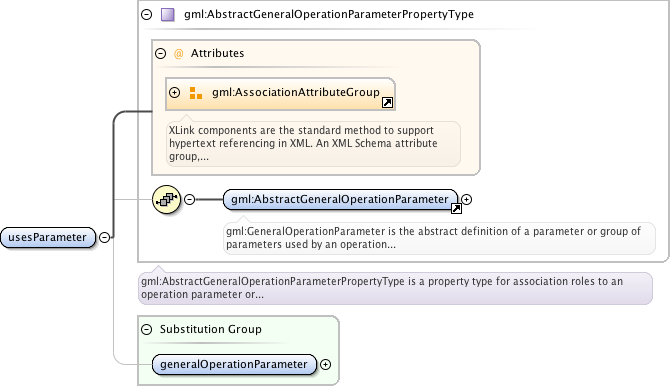 gml:AbstractGeneralOperationParameterPropertyType
@ Attributes
gml:AssociationAttributeGroup
XLink components are the standard method to support
hypertext referencing in XML. An XML Schema attribute
group,...
gml:AbstractGeneralOperationParameter
gml:GeneralOperationParameter is the abstract definition of a parameter or group of
parameters used by an operation...
usesParameter
gml:AbstractGeneralOperationParameterPropertyType is a property type for association roles to an
operation parameter or...
Substitution Group
generalOperationParameter